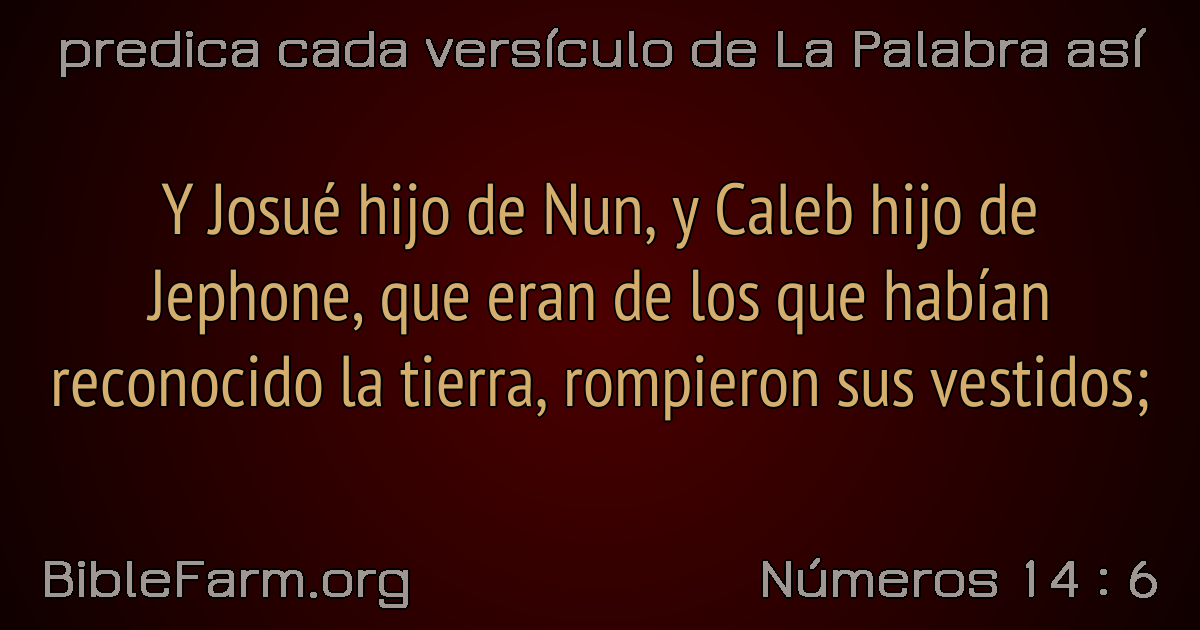 predica cada versículo de La Palabra así
Y Josué hijo de Nun, y Caleb hijo de
Jephone, que eran de los que habían
reconocido la tierra, rompieron sus vestidos;
BibleFarm.org
Números 14 : 6